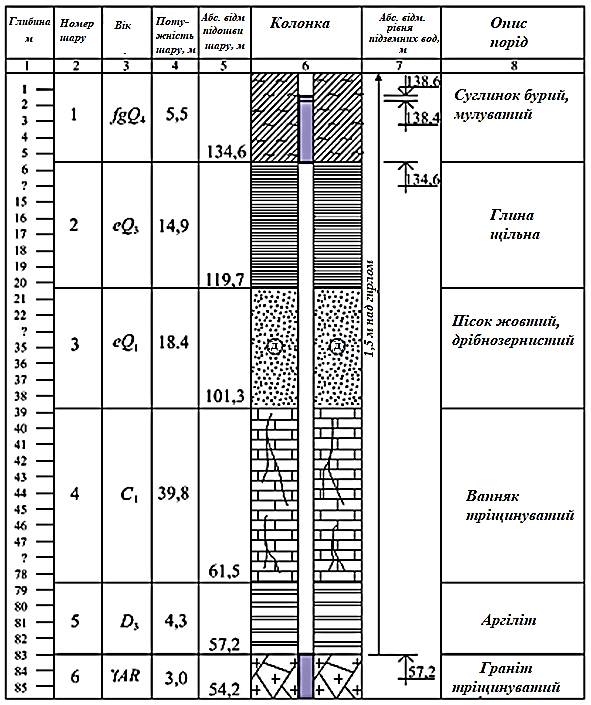 Глибина м
Номер шару
Вік
Поту-жність шару, м
Абс. відм. підошви шару, м
Колонка
Абс. відм. рівня підземних вод, м
Опис порід
1 2 3 4 5 6 7 8
1
2
3
4
5
1
fgQ₄
5,5
134,6
138,6
138,4
Суглинок бурий,
мулуватий
6
?
15
16
17
18
19
20
2
eQ₃
14,9
119,7
134,6
Глина
щільна
21
22
?
35
36
37
38
3
eQ₁
18.4
101,3
Д
Д
1,5 м над гирлом
Пісок жовтий,
дрібнозернистий
39
40
41
42
43
44
45
46
47
?
78
4
C₁
39,8
61,5
Вапняк
тріщинуватий
79
80
81
82
5
D₃
4,3
57,2
Аргіліт
83
84
85
6
γAR
3,0
54,2
57,2
Граніт
тріщинуватий